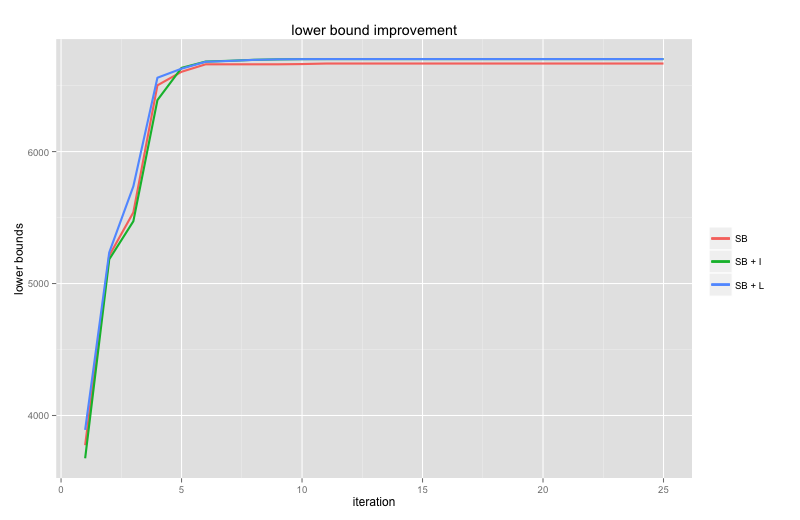 lower bound improvement
lower bounds
6000
5000
4000
0 5 10 15 20 25
iteration
SB
SB + I
SB + L